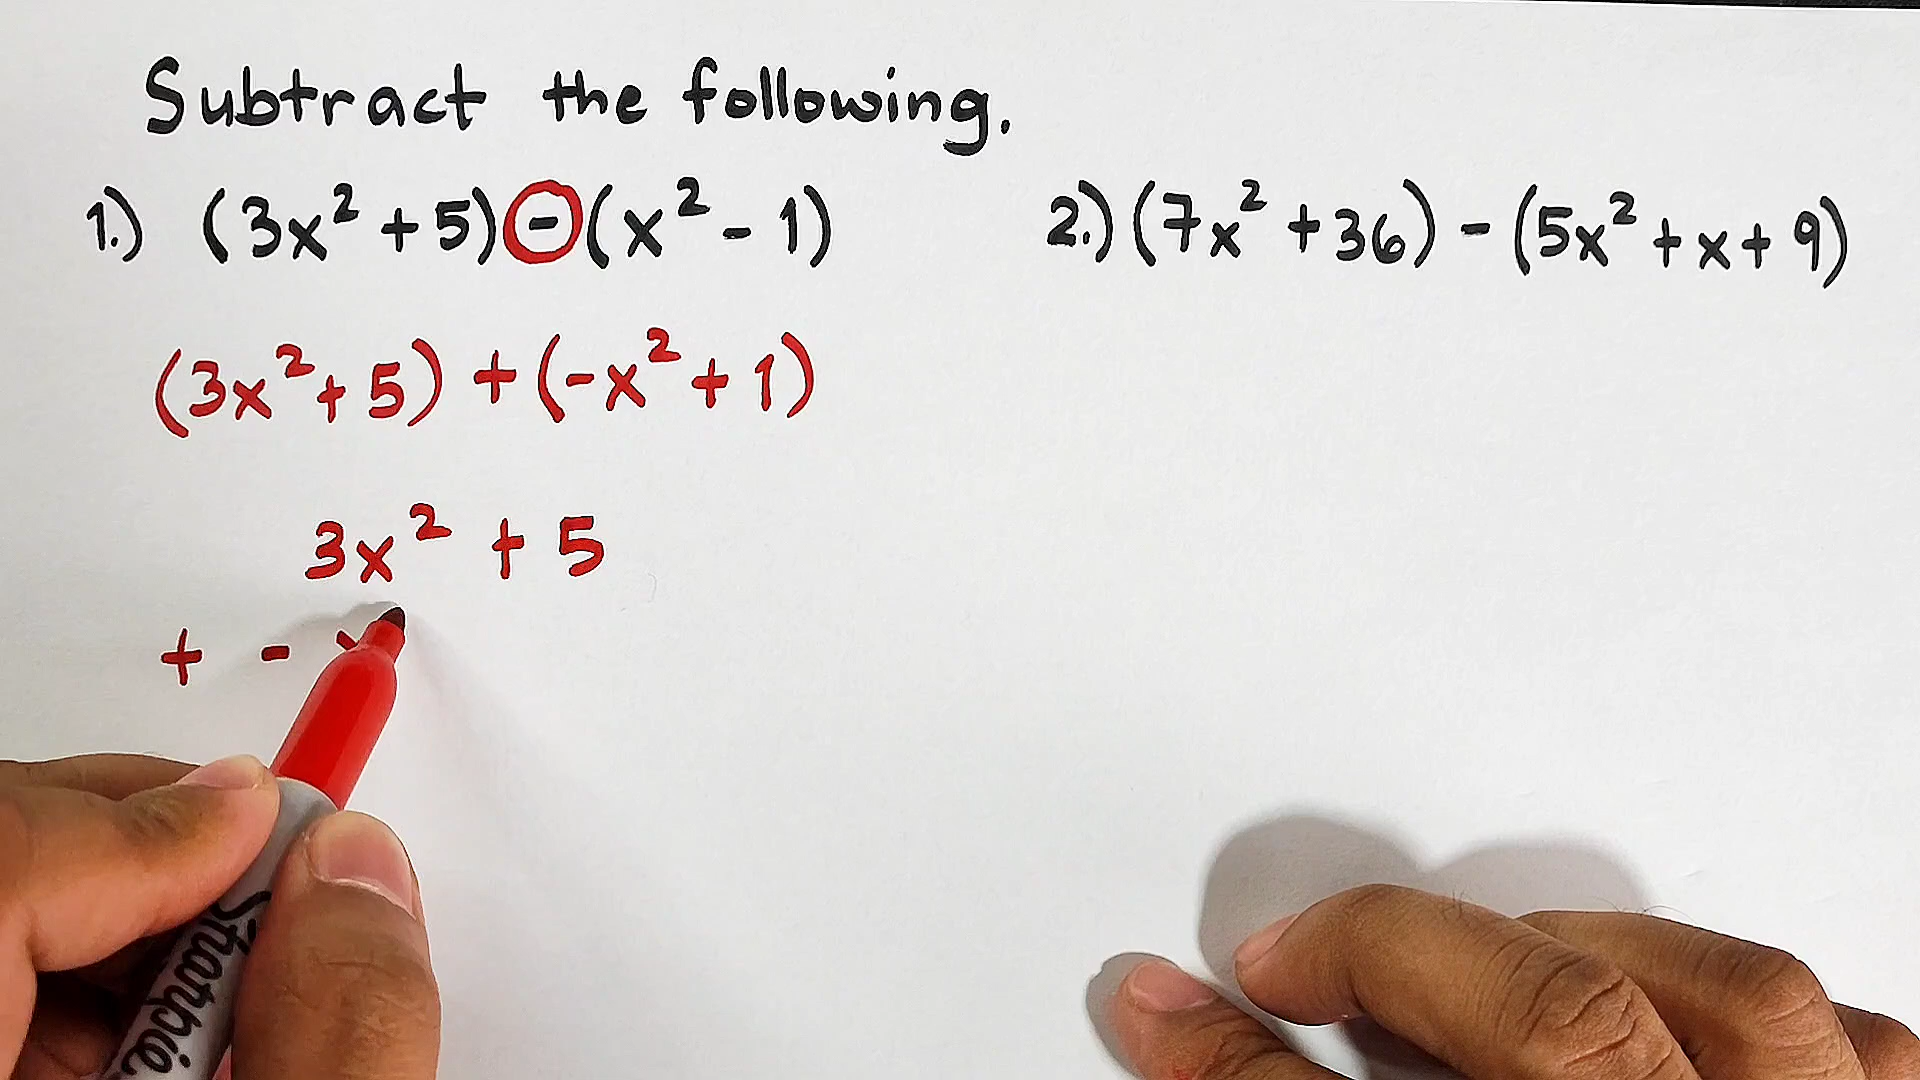 Subtract the following.
1.) (3x² + 5) - (x² - 1)
2.) (7x² + 36) - (5x² + x + 9)
(3x² + 5) + (-x² + 1)
3x² + 5
+ -
Sharpie